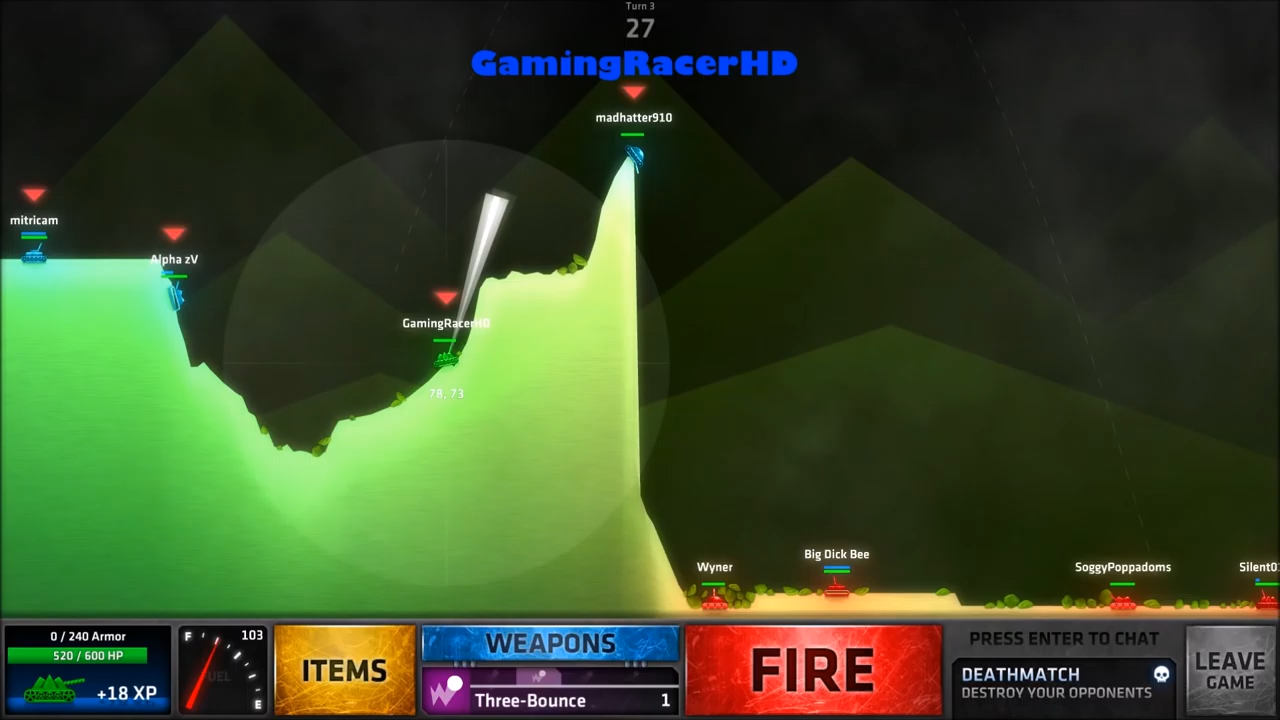 Turn 3
27
GamingRacerHD
madhatter910
mitricam
Alpha zV
GamingRacerHD
78, 73
Wyner
Big Dick Bee
SoggyPoppadoms
0 / 240 Armor
520 / 600 HP
+18 XP
F
103
FUEL
E
ITEMS
WEAPONS
Three-Bounce 1
FIRE
PRESS ENTER TO CHAT
DEATHMATCH
DESTROY YOUR OPPONENTS
LEAVE
GAME